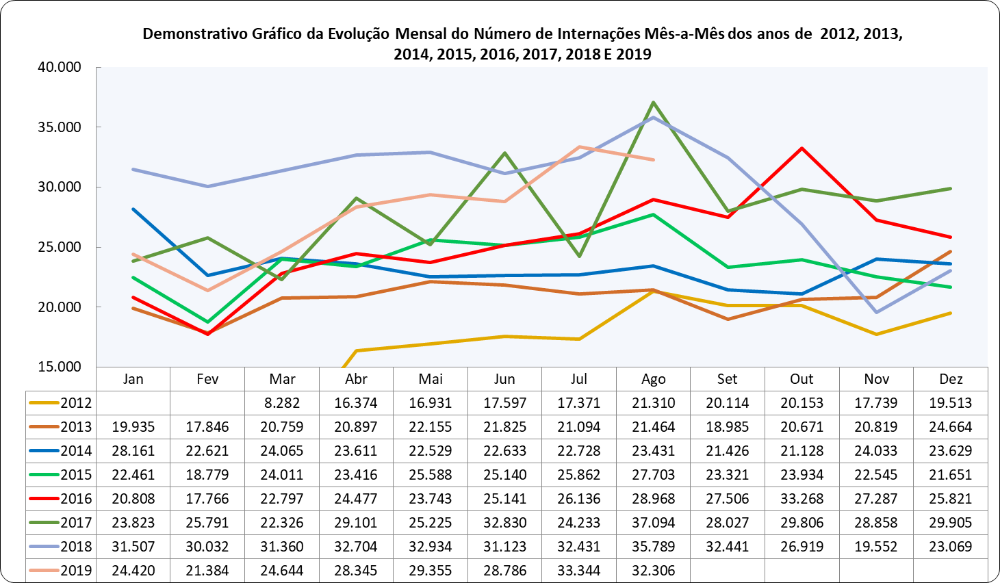 Demonstrativo Gráfico da Evolução Mensal do Número de Internações Mês-a-Mês dos anos de 2012, 2013,
2014, 2015, 2016, 2017, 2018 E 2019
40.000
35.000
30.000
25.000
20.000
15.000
Jan Fev Mar Abr Mai Jun Jul Ago Set Out Nov Dez
2012 8.282 16.374 16.931 17.597 17.371 21.310 20.114 20.153 17.739 19.513
2013 19.935 17.846 20.759 20.897 22.155 21.825 21.094 21.464 18.985 20.671 20.819 24.664
2014 28.161 22.621 24.065 23.611 22.529 22.633 22.728 23.431 21.426 21.128 24.033 23.629
2015 22.461 18.779 24.011 23.416 25.588 25.140 25.862 27.703 23.321 23.934 22.545 21.651
2016 20.808 17.766 22.797 24.477 23.743 25.141 26.136 28.968 27.506 33.268 27.287 25.821
2017 23.823 25.791 22.326 29.101 25.225 32.830 24.233 37.094 28.027 29.806 28.858 29.905
2018 31.507 30.032 31.360 32.704 32.934 31.123 32.431 35.789 32.441 26.919 19.552 23.069
2019 24.420 21.384 24.644 28.345 29.355 28.786 33.344 32.306